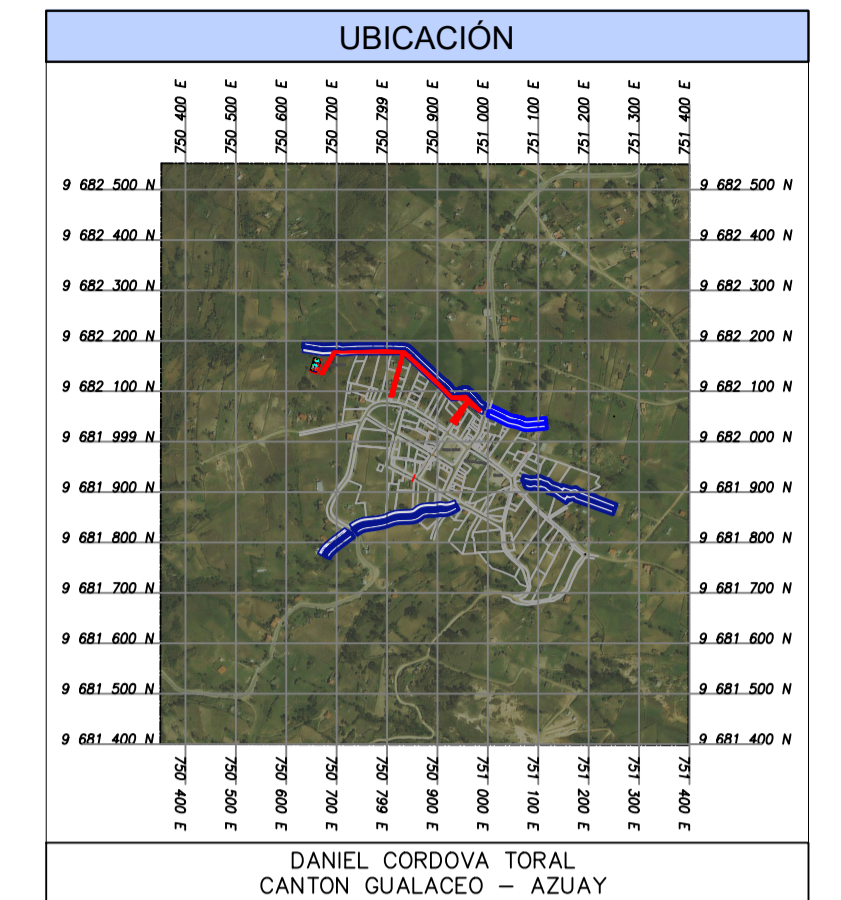 UBICACIÓN
750 400 E
750 500 E
750 600 E
750 700 E
750 799 E
750 900 E
751 000 E
751 100 E
751 200 E
751 300 E
751 400 E
9 682 500 N 9 682 500 N
9 682 400 N 9 682 400 N
9 682 300 N 9 682 300 N
9 682 200 N 9 682 200 N
9 682 100 N 9 682 100 N
9 681 999 N 9 682 000 N
9 681 900 N 9 681 900 N
9 681 800 N 9 681 800 N
9 681 700 N 9 681 700 N
9 681 600 N 9 681 600 N
9 681 500 N 9 681 500 N
9 681 400 N 9 681 400 N
750 400 E
750 500 E
750 600 E
750 700 E
750 799 E
750 900 E
751 000 E
751 100 E
751 200 E
751 300 E
751 400 E
DANIEL CORDOVA TORAL
CANTON GUALACEO – AZUAY